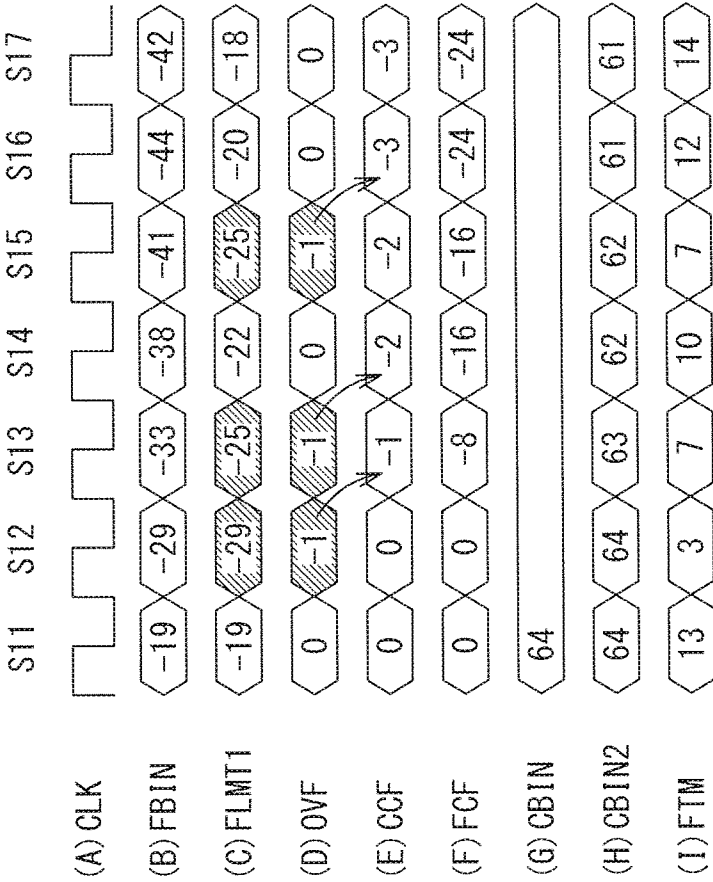 S11 S12 S13 S14 S15 S16 S17
(A) CLK
(B) FBIN -19 -29 -33 -38 -41 -44 -42
(C) FLMT1 -19 -29 -25 -22 -25 -20 -18
(D) OVF 0 -1 -1 0 -1 0 0
(E) CCF 0 0 -1 -2 -2 -3 -3
(F) FCF 0 0 -8 -16 -16 -24 -24
(G) CBIN 64
(H) CBIN2 64 64 63 62 62 61 61
(I) FTM 13 3 7 10 7 12 14